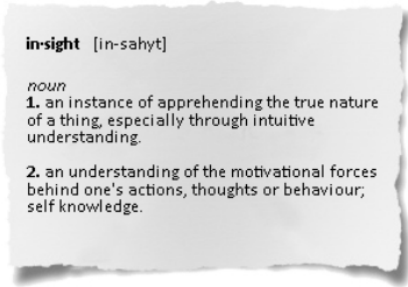 in·sight [in-sahyt]
noun
1. an instance of apprehending the true nature
of a thing, especially through intuitive
understanding.
2. an understanding of the motivational forces
behind one's actions, thoughts or behaviour;
self knowledge.